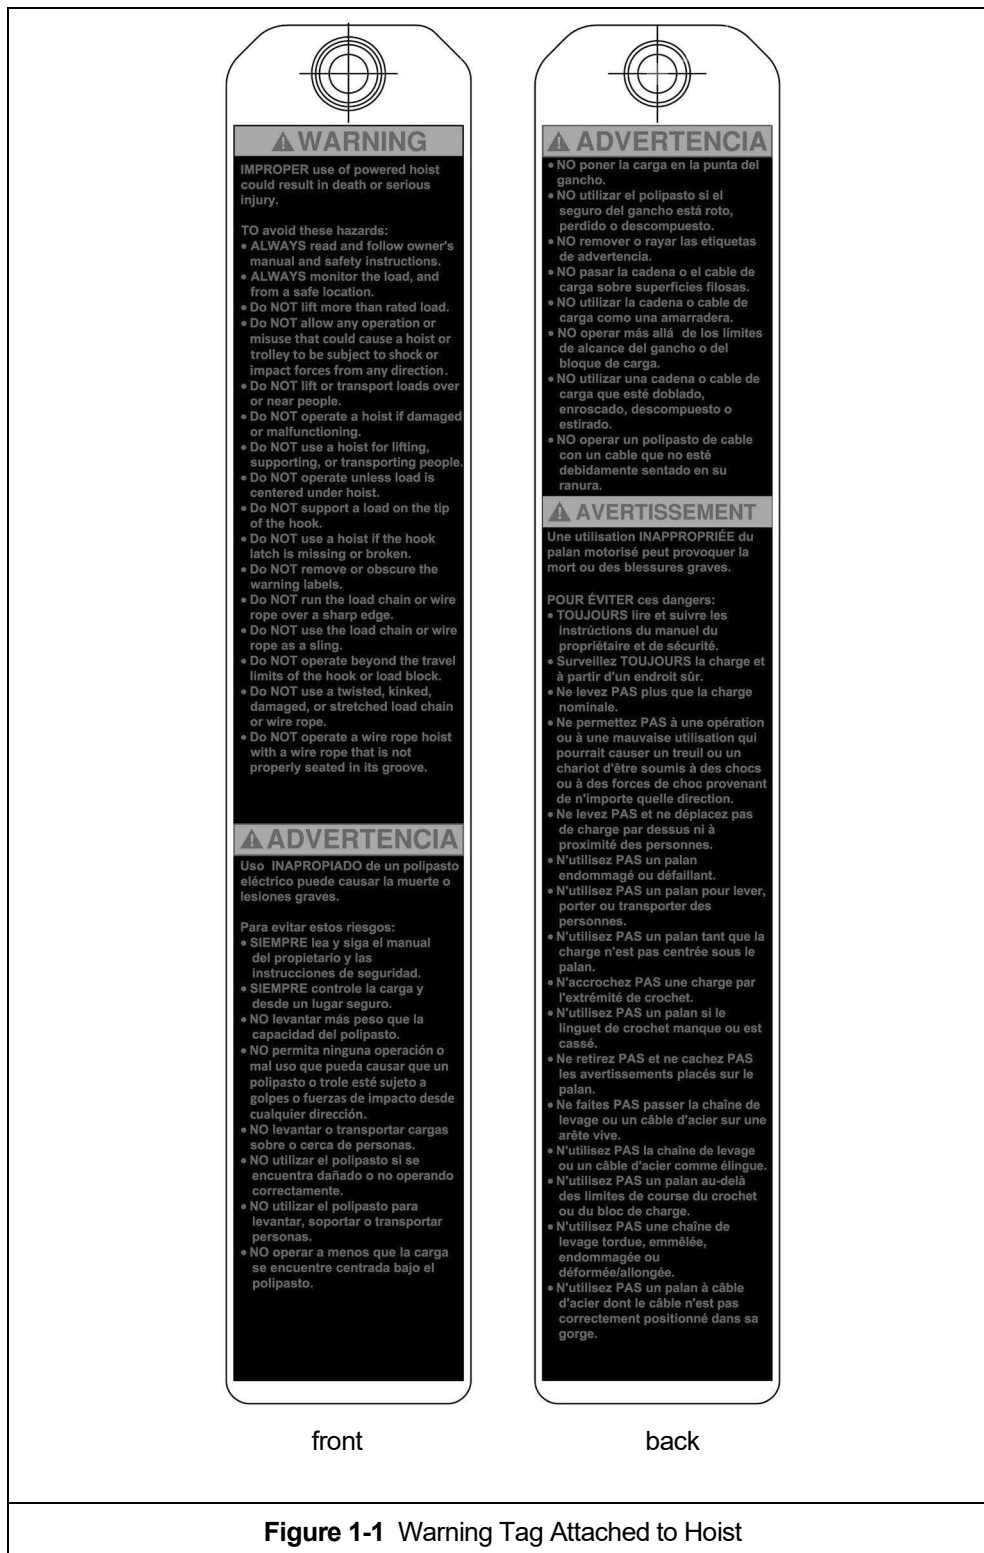 WARNING
IMPROPER use of powered hoist
could result in death or serious
injury.
TO avoid these hazards:
• ALWAYS read and follow owner's
manual and safety instructions.
• ALWAYS monitor the load, and
from a safe location.
• Do NOT lift more than rated load.
• Do NOT allow any operation or
misuse that could cause a hoist or
trolley to be subject to shock or
impact forces from any direction.
• Do NOT lift or transport loads over
or near people.
• Do NOT operate a hoist if damaged
or malfunctioning.
• Do NOT use a hoist for lifting,
supporting, or transporting people.
• Do NOT operate unless load is
centered under hoist.
• Do NOT support a load on the tip
of the hook.
• Do NOT use a hoist if the hook
latch is missing or broken.
• Do NOT remove or obscure the
warning labels.
• Do NOT run the load chain or wire
rope over a sharp edge.
• Do NOT use the load chain or wire
rope as a sling.
• Do NOT operate beyond the travel
limits of the hook or load block.
• Do NOT use a twisted, kinked,
damaged, or stretched load chain
or wire rope.
• Do NOT operate a wire rope hoist
with a wire rope that is not
properly seated in its groove.
ADVERTENCIA
Uso INAPROPIADO de un polipasto
eléctrico puede causar la muerte o
lesiones graves.
Para evitar estos riesgos:
• SIEMPRE lea y siga el manual
del propietario y las
instrucciones de seguridad.
• SIEMPRE controle la carga y
desde un lugar seguro.
• NO levantar más peso que la
capacidad del polipasto.
• NO permita ninguna operación o
mal uso que pueda causar que un
polipasto o trole esté sujeto a
golpes o fuerzas de impacto desde
cualquier dirección.
• NO levantar o transportar cargas
sobre o cerca de personas.
• NO utilizar el polipasto si se
encuentra dañado o no operando
correctamente.
• NO utilizar el polipasto para
levantar, soportar o transportar
personas.
• NO operar a menos que la carga
se encuentre centrada bajo el
polipasto.
front
ADVERTENCIA
• NO poner la carga en la punta del
gancho.
• NO utilizar el polipasto si el
seguro del gancho está roto,
perdido o descompuesto.
• NO remover o rayar las etiquetas
de advertencia.
• NO pasar la cadena o el cable de
carga sobre superficies filosas.
• NO utilizar la cadena o cable de
carga como una amarradera.
• NO operar más allá de los límites
de alcance del gancho o del
bloque de carga.
• NO utilizar una cadena o cable de
carga que esté doblado,
enroscado, descompuesto o
estirado.
• NO operar un polipasto de cable
con un cable que no esté
debidamente sentado en su
ranura.
AVERTISSEMENT
Une utilisation INAPPROPRIÉE du
palan motorisé peut provoquer la
mort ou des blessures graves.
POUR ÉVITER ces dangers:
• TOUJOURS lire et suivre les
instrúctions du manuel du
propriétaire et de sécurité.
• Surveillez TOUJOURS la charge et
à partir d'un endroit sûr.
• Ne levez PAS plus que la charge
nominale.
• Ne permettez PAS à une opération
ou à une mauvaise utilisation qui
pourrait causer un treuil ou un
chariot d'être soumis à des chocs
ou à des forces de choc provenant
de n'importe quelle direction.
• Ne levez PAS et ne déplacez pas
de charge par dessus ni à
proximité des personnes.
• N'utilisez PAS un palan
endommagé ou défaillant.
• N'utilisez PAS un palan pour lever,
porter ou transporter des
personnes.
• N'utilisez PAS un palan tant que la
charge n'est pas centrée sous le
palan.
• N'accrochez PAS une charge par
l'extrémité de crochet.
• N'utilisez PAS un palan si le
linguet de crochet manque ou est
cassé.
• Ne retirez PAS et ne cachez PAS
les avertissements placés sur le
palan.
• Ne faites PAS passer la chaîne de
levage ou un câble d'acier sur une
arête vive.
• N'utilisez PAS la chaîne de levage
ou un câble d'acier comme élingue.
• N'utilisez PAS un palan au-delà
des limites de course du crochet
ou du bloc de charge.
• N'utilisez PAS une chaîne de
levage tordue, emmêlée,
endommagée ou
déformée/allongée.
• N'utilisez PAS un palan à câble
d'acier dont le câble n'est pas
correctement positionné dans sa
gorge.
back
Figure 1-1 Warning Tag Attached to Hoist